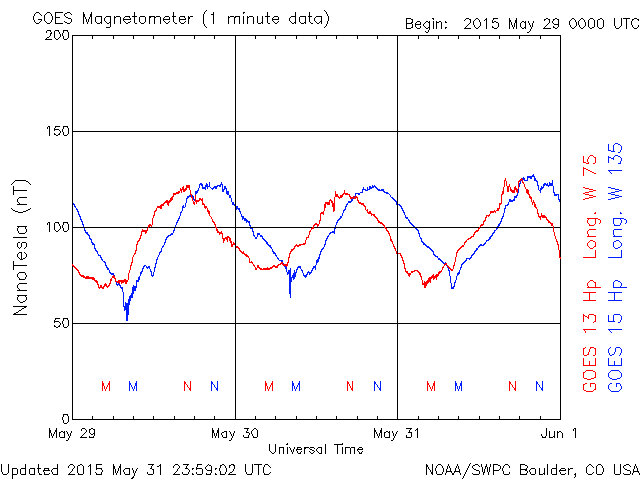 GOES Magnetometer (1 minute data)
Begin: 2015 May 29 0000 UTC
200
150
100
50
0
NanoTesla (nT)
M M N N M M N N M M N N
May 29 May 30 May 31 Jun 1
Universal Time
GOES 13 Hp Long. W 75
GOES 15 Hp Long. W 135
Updated 2015 May 31 23:59:02 UTC
NOAA/SWPC Boulder, CO USA